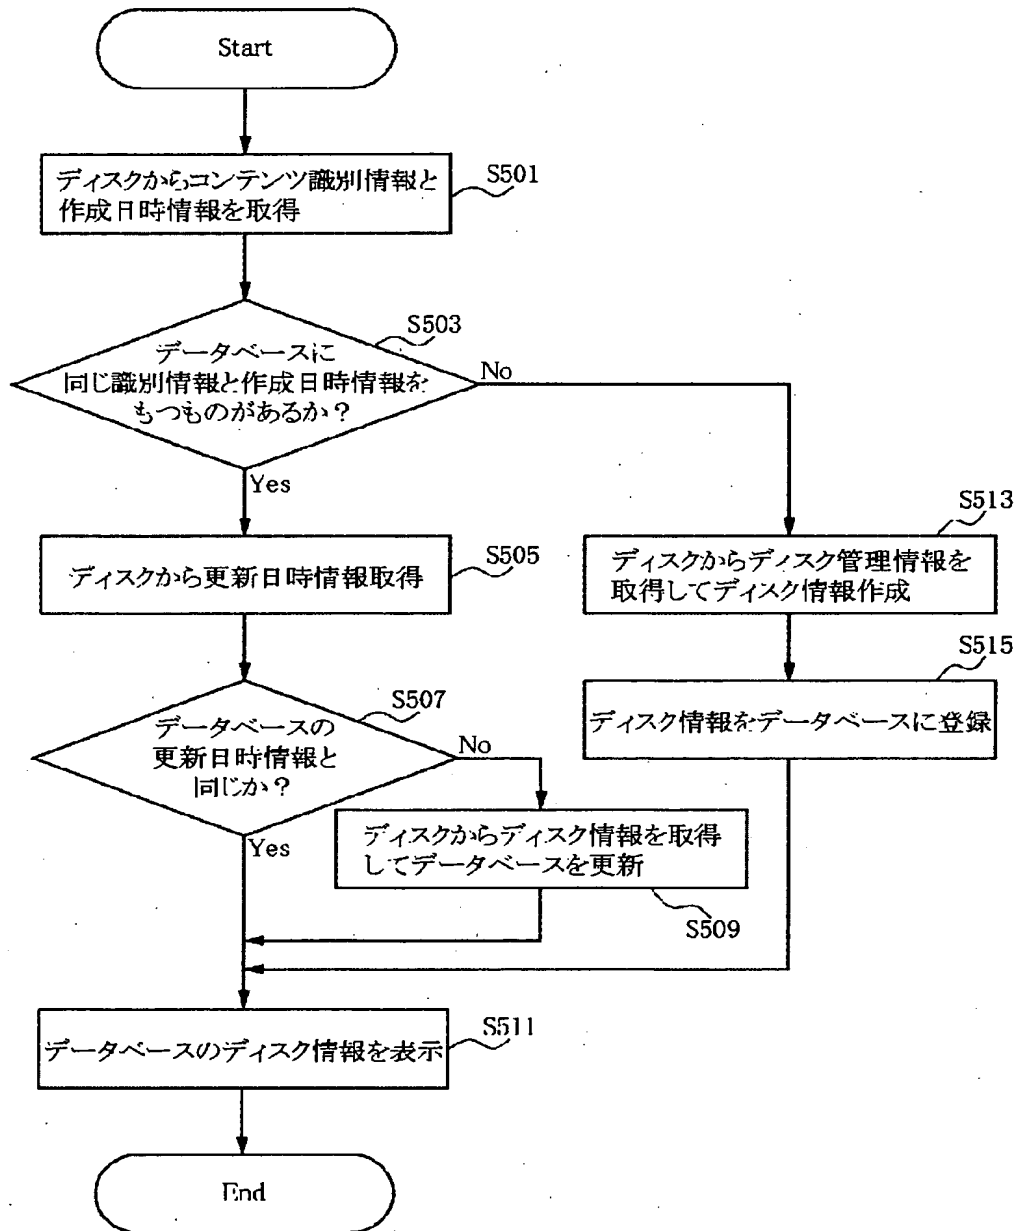 Start
S501
ディスクからコンテンツ識別情報と
作成日時情報を取得
S503
データベースに
同じ識別情報と作成日時情報を
もつものがあるか？
No
Yes
S505
ディスクから更新日時情報取得
S513
ディスクからディスク管理情報を
取得してディスク情報作成
S507
データベースの
更新日時情報と
同じか？
No
Yes
S515
ディスク情報をデータベースに登録
ディスクからディスク情報を取得
してデータベースを更新
S509
S511
データベースのディスク情報を表示
End